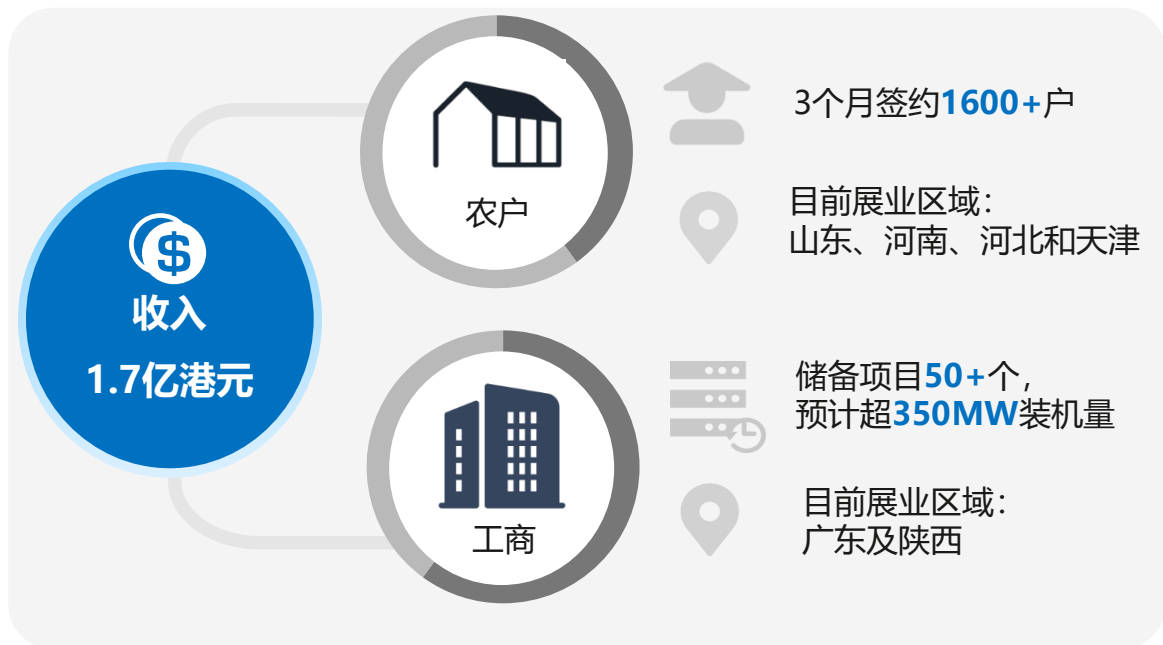 收入
1.7亿港元
农户
3个月签约1600+户
目前展业区域：
山东、河南、河北和天津
工商
储备项目50+个，
预计超350MW装机量
目前展业区域：
广东及陕西